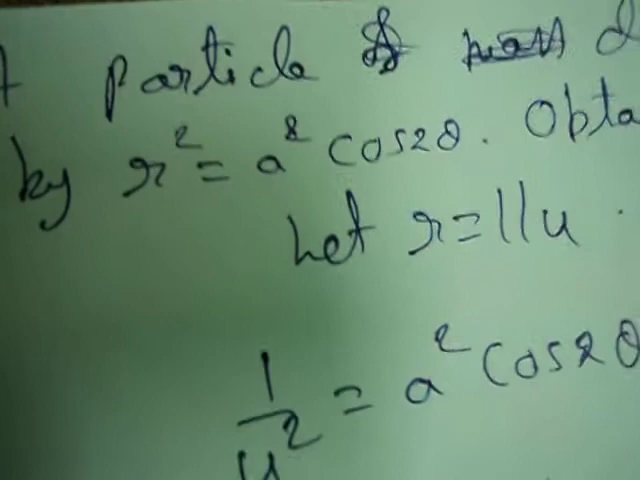 particle
by r² = a² cos2θ. Obta
Let r = 1/u.
1/u² = a² cos2θ